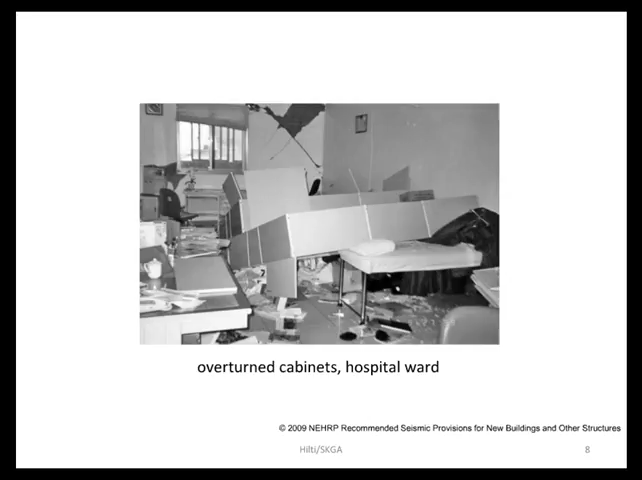 overturned cabinets, hospital ward
© 2009 NEHRP Recommended Seismic Provisions for New Buildings and Other Structures
Hilti/SKGA
8